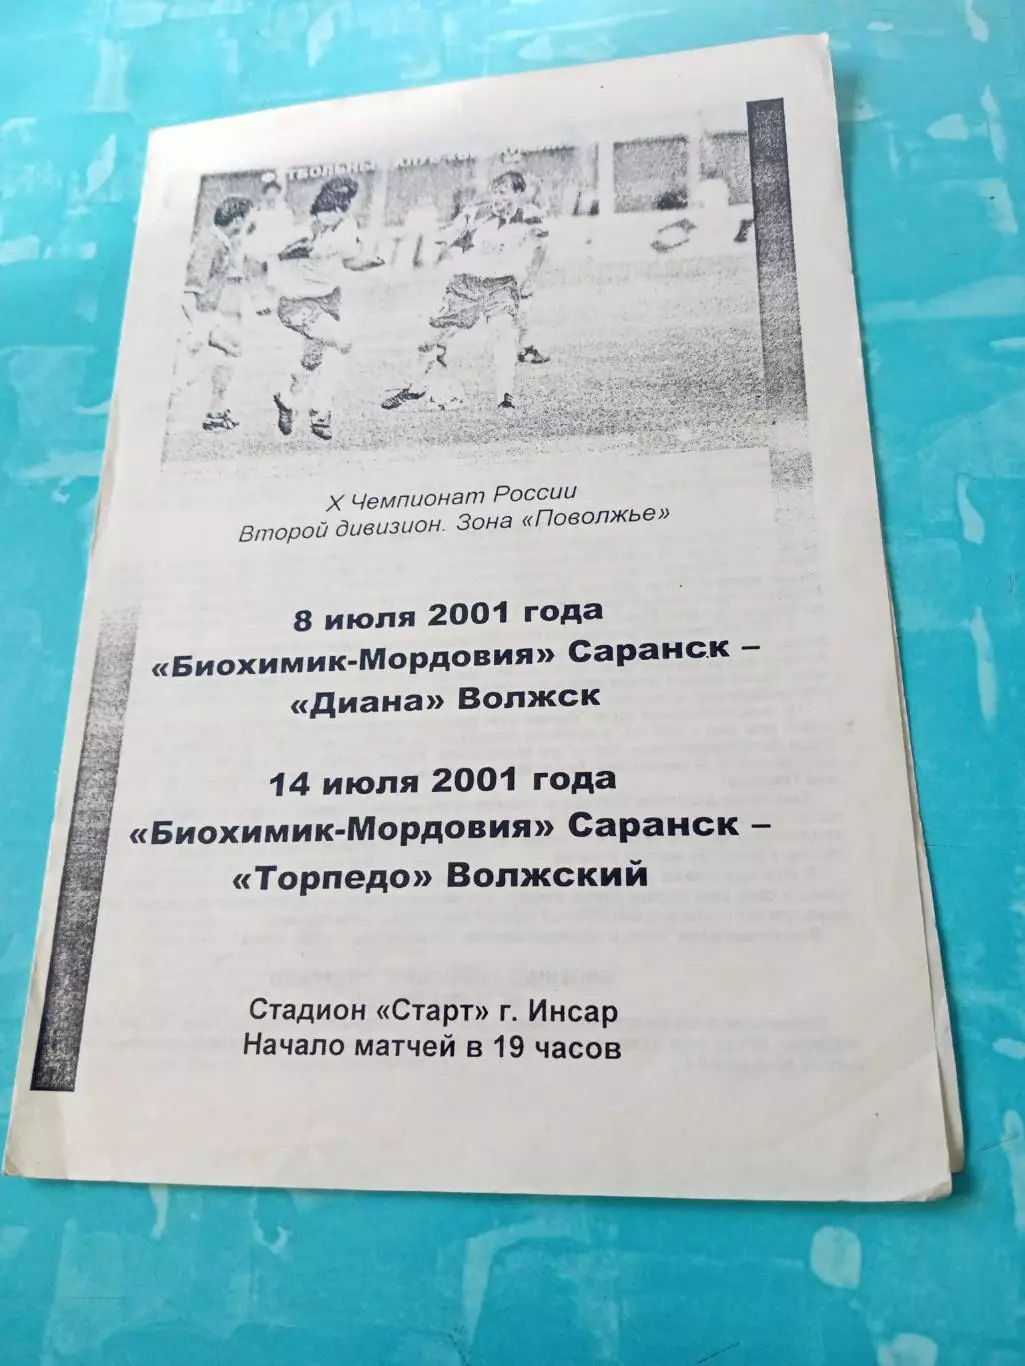 Х Чемпионат России
Второй дивизион. Зона «Поволжье»
8 июля 2001 года
«Биохимик-Мордовия» Саранск –
«Диана» Волжск
14 июля 2001 года
«Биохимик-Мордовия» Саранск –
«Торпедо» Волжский
Стадион «Старт» г. Инсар
Начало матчей в 19 часов